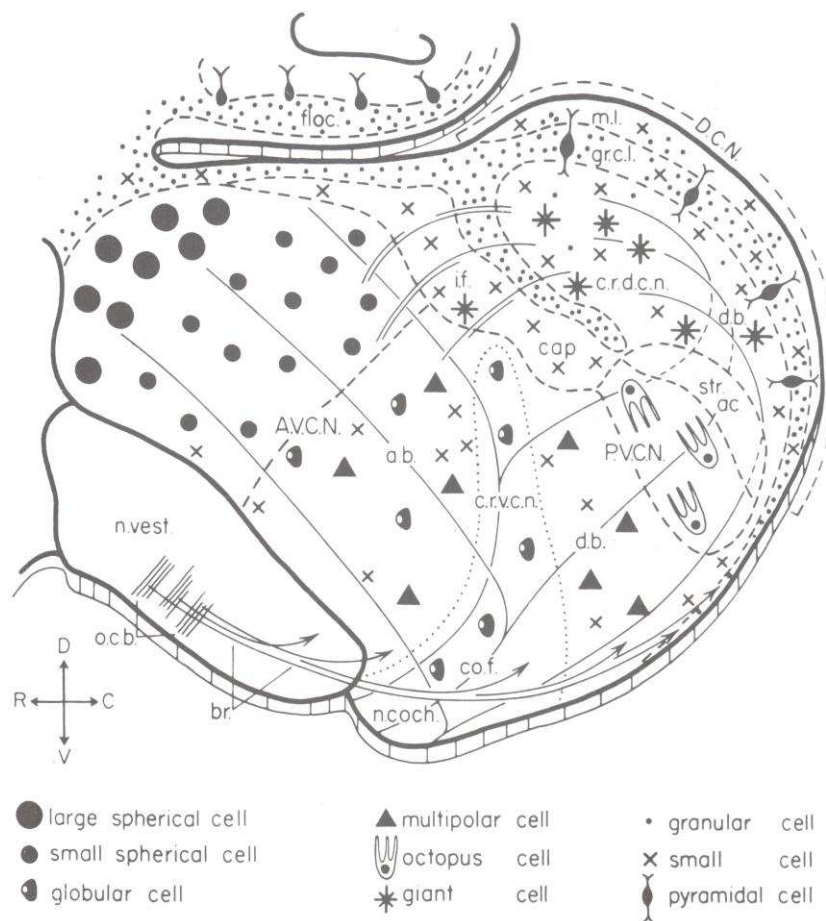 floc.
m.l.
D.C.N.
gr.c.l.
i.f.
c.r.d.c.n.
d.b.
cap
str.
ac
A.V.C.N.
a.b.
P.V.C.N.
c.r.v.c.n.
n.vest.
d.b.
o.c.b.
D
co.f.
R C
br.
n.coch.
V
large spherical cell
small spherical cell
globular cell
multipolar cell
octopus cell
giant cell
granular cell
small cell
pyramidal cell